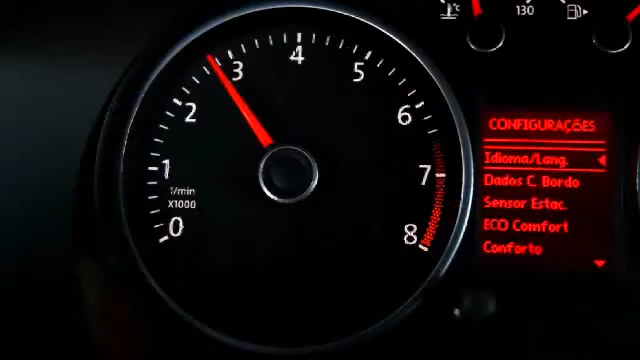 °C
130
0
1
2
3
4
5
6
7
8
1/min
X1000
CONFIGURAÇÕES
Idioma/Lang.
Dados C. Bordo
Sensor Estac.
ECO Comfort
Conforto